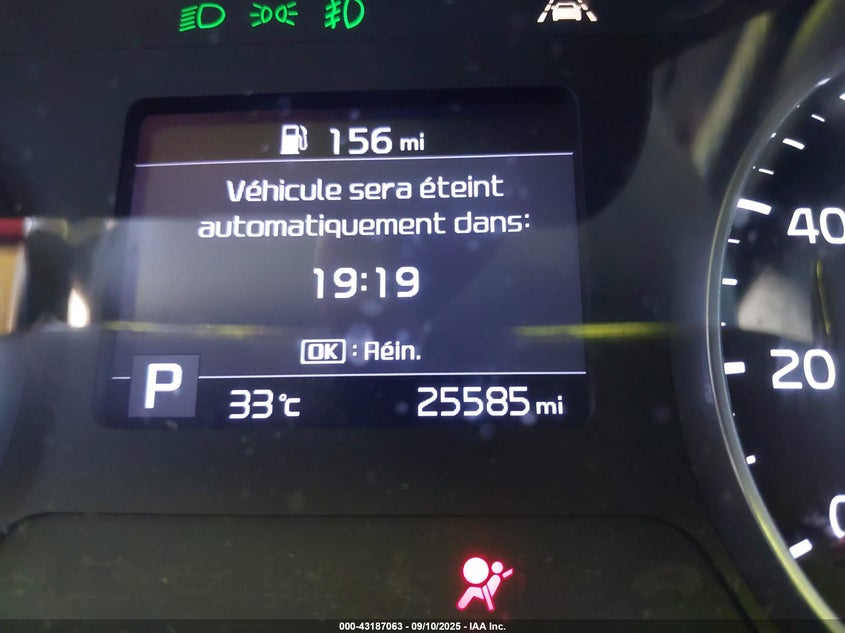 156 mi
Véhicule sera éteint
automatiquement dans:
19:19
OK : Réin.
P 33°C 25585 mi
40
20
0
000-43187063 - 09/10/2025 - IAA Inc.